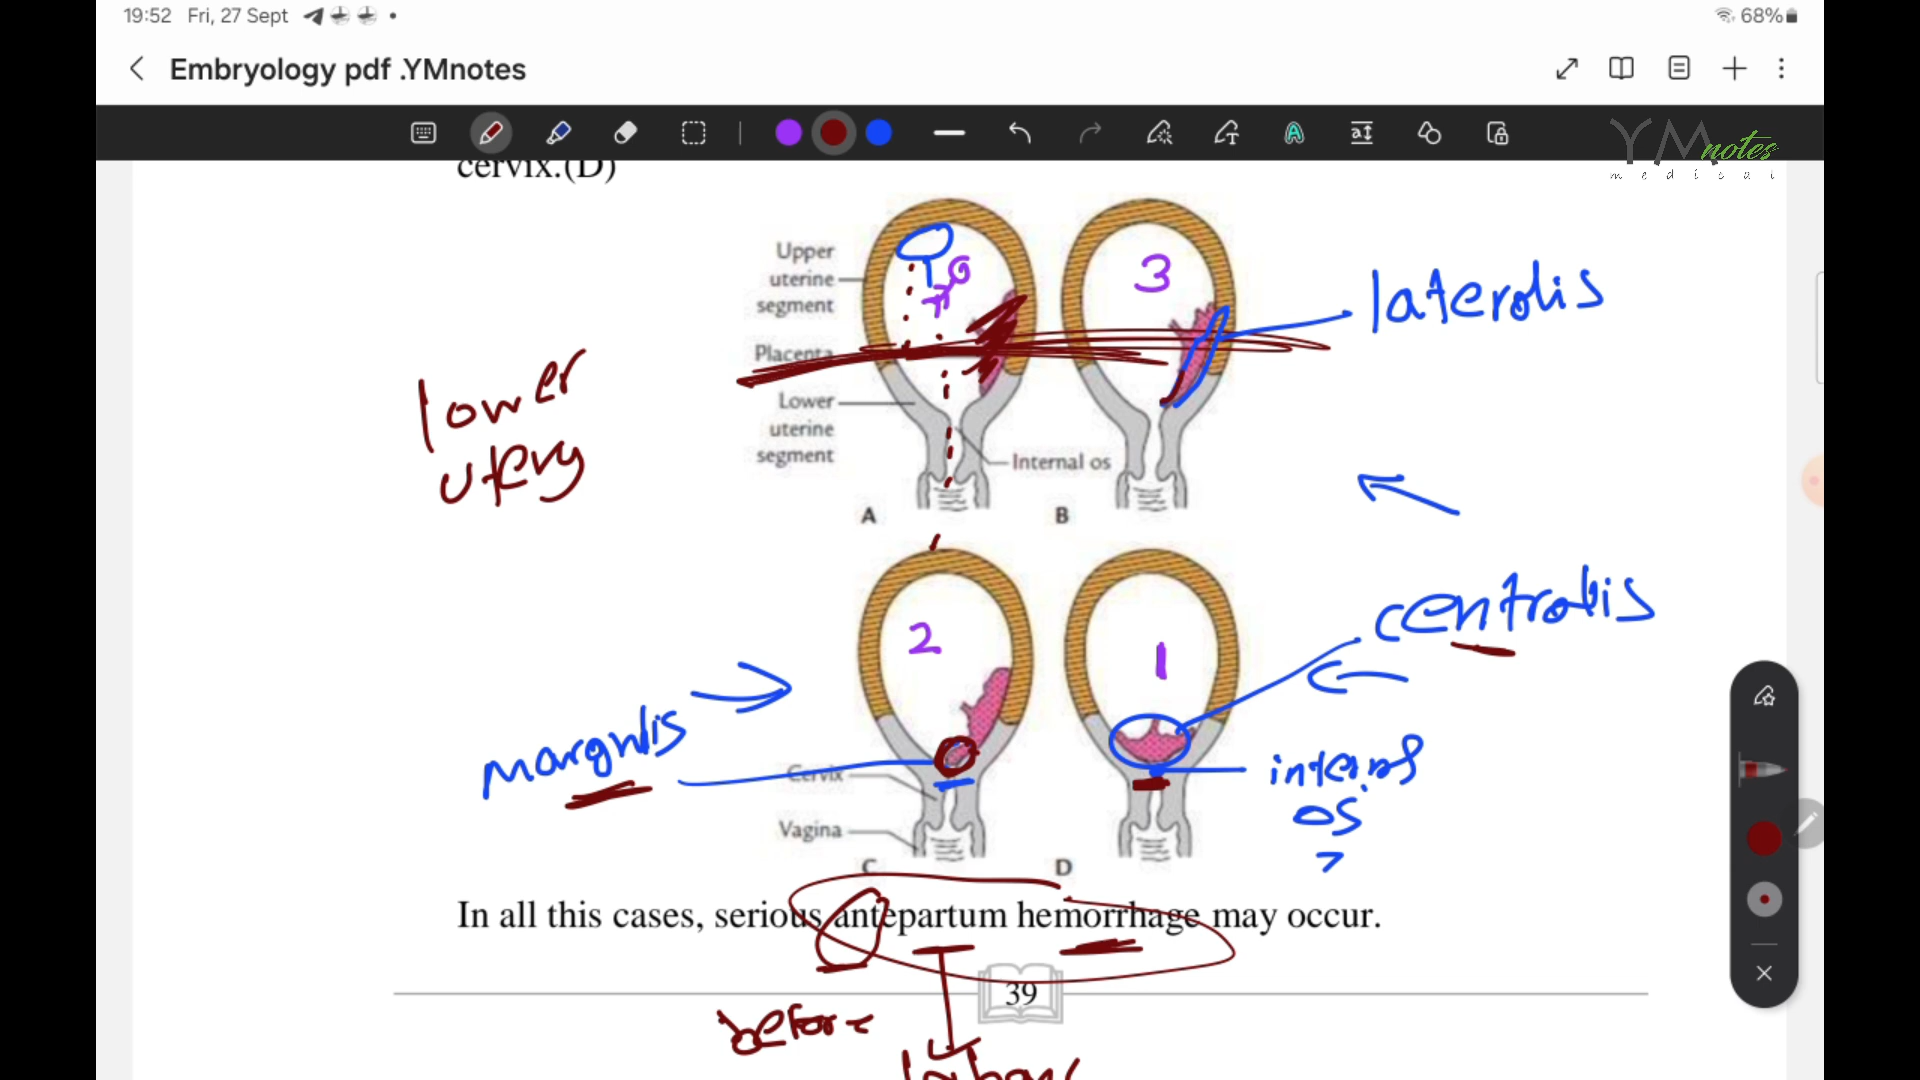 19:52 Fri, 27 Sept
68%
Embryology pdf .YMnotes
YM notes
medical
cervix.(D)
Upper
uterine
segment
Placenta
Lower
uterine
segment
Internal os
A
B
3
lateralis
lower
2
1
centralis
marginalis
Cervix
Vagina
C
D
internal
os
In all this cases, serious antepartum hemorrhage may occur.
39
before